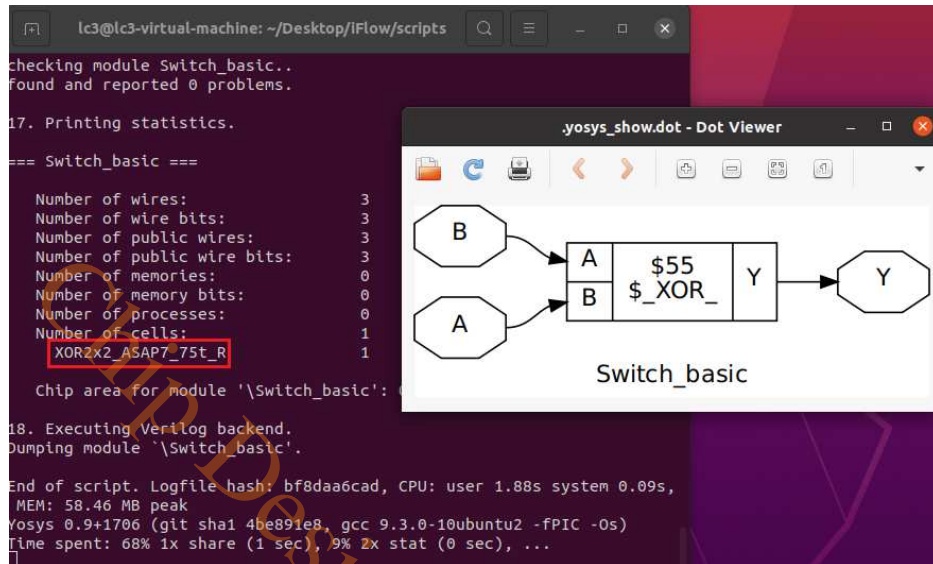 lc3@lc3-virtual-machine: ~/Desktop/iFlow/scripts
checking module Switch_basic..
found and reported 0 problems.
17. Printing statistics.
=== Switch_basic ===
Number of wires: 3
Number of wire bits: 3
Number of public wires: 3
Number of public wire bits: 3
Number of memories: 0
Number of memory bits: 0
Number of processes: 0
Number of cells: 1
XOR2x2_ASAP7_75t_R 1
Chip area for module '\Switch_basic':
18. Executing Verilog backend.
Dumping module `\Switch_basic'.
End of script. Logfile hash: bf8daa6cad, CPU: user 1.88s system 0.09s,
MEM: 58.46 MB peak
Yosys 0.9+1706 (git sha1 4be891e8, gcc 9.3.0-10ubuntu2 -fPIC -Os)
Time spent: 68% 1x share (1 sec), 9% 2x stat (0 sec), ...
.yosys_show.dot - Dot Viewer
B
A
A
B
$55
$_XOR_
Y
Y
Switch_basic
Chip Desi